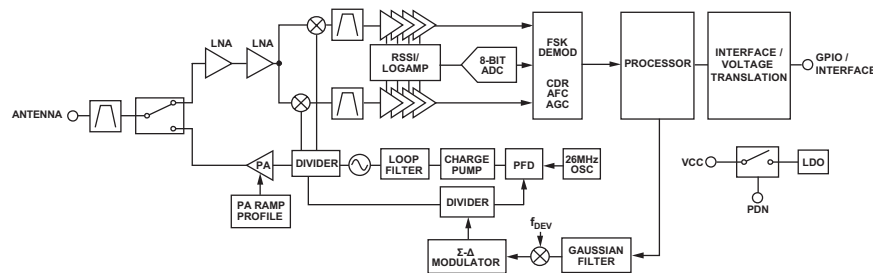 LNA
LNA
RSSI/
LOGAMP
8-BIT
ADC
FSK
DEMOD
CDR
AFC
AGC
PROCESSOR
INTERFACE /
VOLTAGE
TRANSLATION
GPIO /
INTERFACE
ANTENNA
PA
DIVIDER
LOOP
FILTER
CHARGE
PUMP
PFD
26MHz
OSC
VCC
LDO
PDN
PA RAMP
PROFILE
DIVIDER
fDEV
Σ-Δ
MODULATOR
GAUSSIAN
FILTER